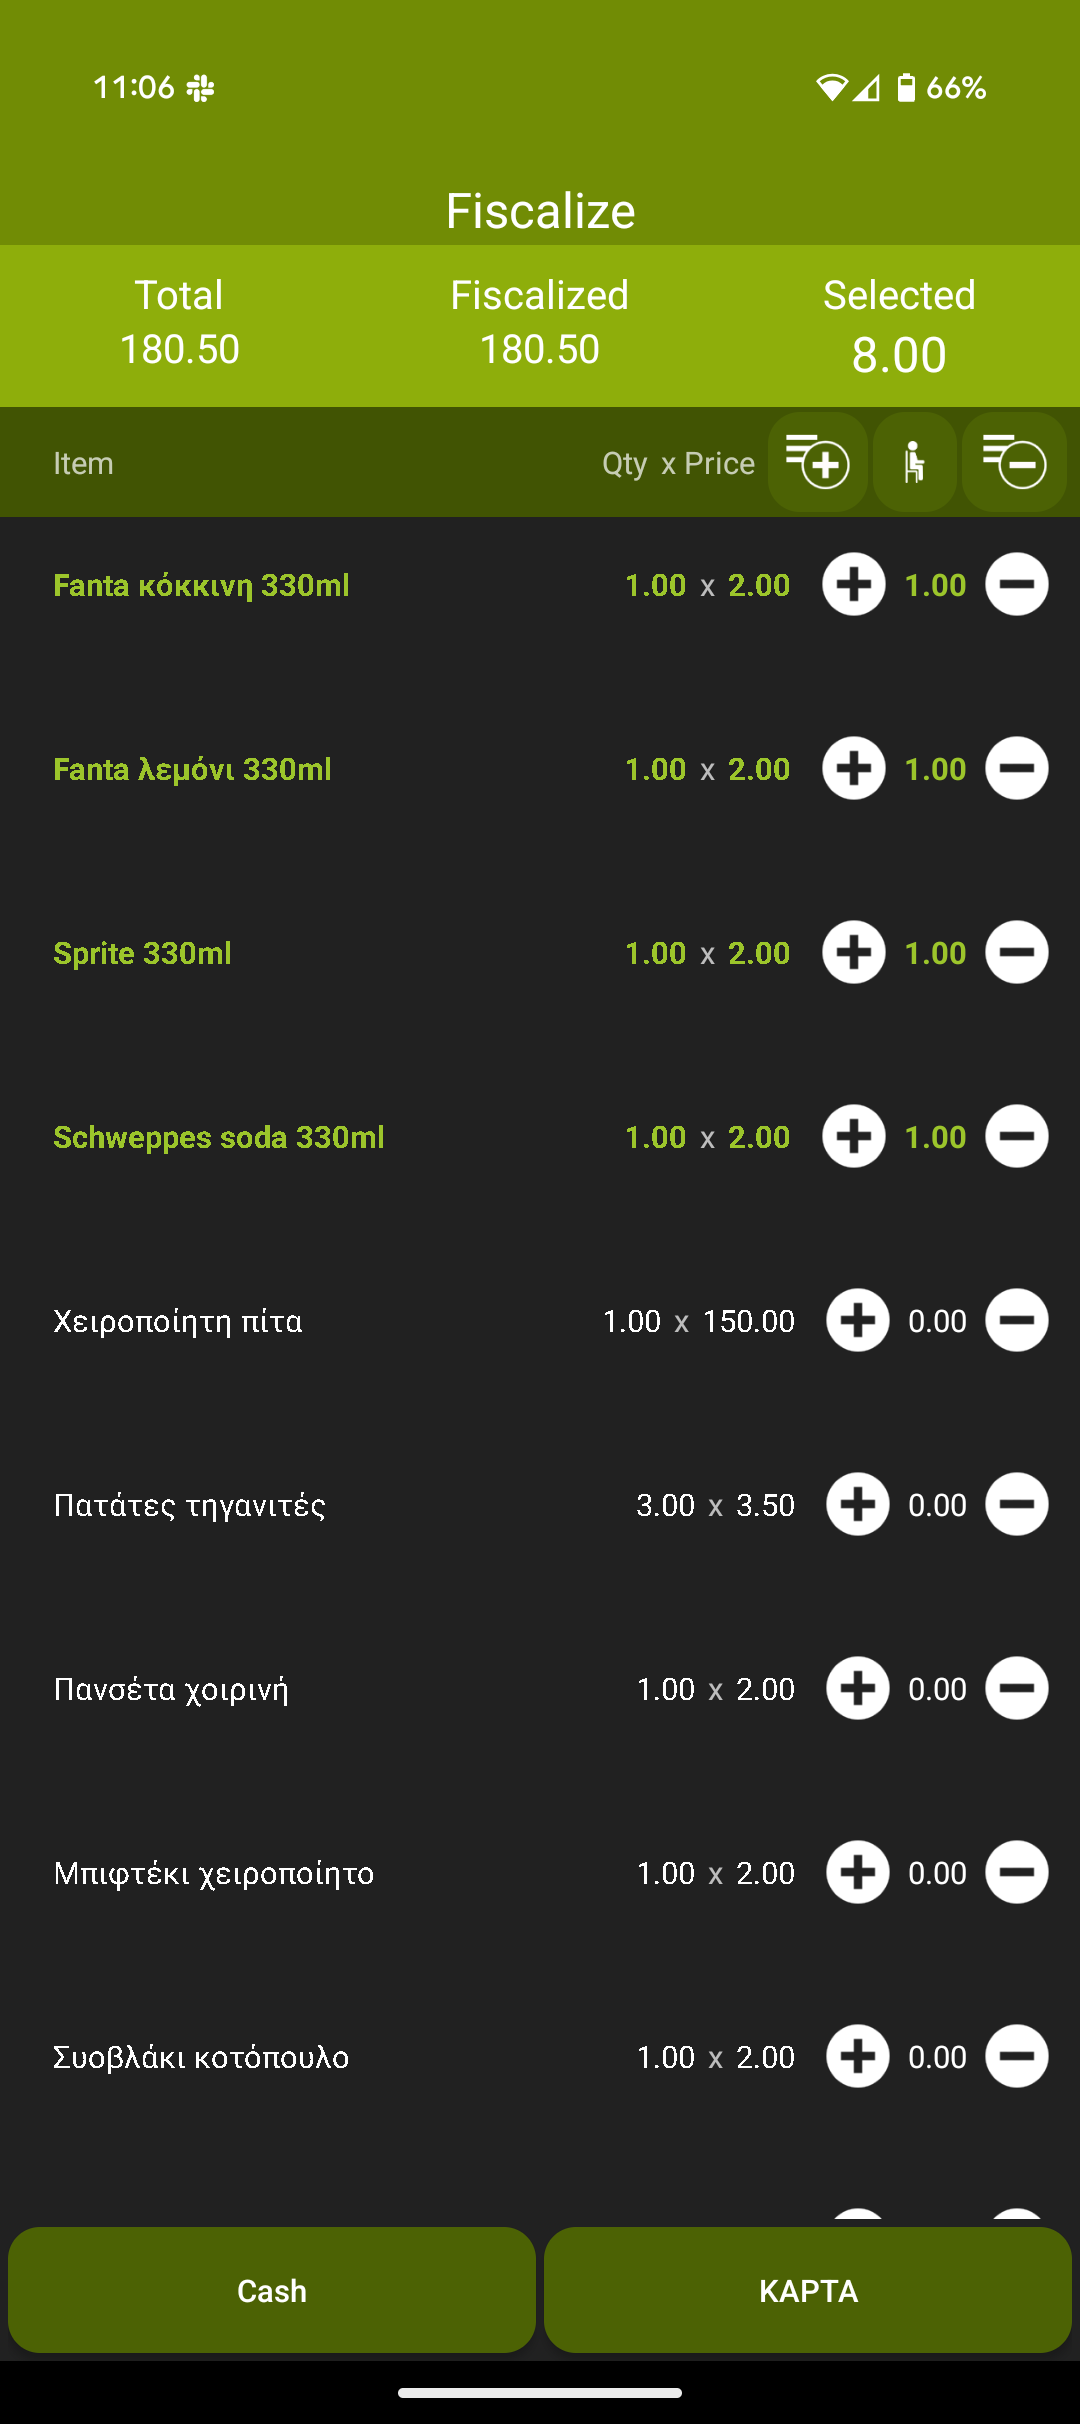 11:06 66%
Fiscalize
Total Fiscalized Selected
180.50 180.50 8.00
Item Qty x Price
Fanta κόκκινη 330ml 1.00 x 2.00 1.00
Fanta λεμόνι 330ml 1.00 x 2.00 1.00
Sprite 330ml 1.00 x 2.00 1.00
Schweppes soda 330ml 1.00 x 2.00 1.00
Χειροποίητη πίτα 1.00 x 150.00 0.00
Πατάτες τηγανιτές 3.00 x 3.50 0.00
Πανσέτα χοιρινή 1.00 x 2.00 0.00
Μπιφτέκι χειροποίητο 1.00 x 2.00 0.00
Συοβλάκι κοτόπουλο 1.00 x 2.00 0.00
Cash ΚΑΡΤΑ